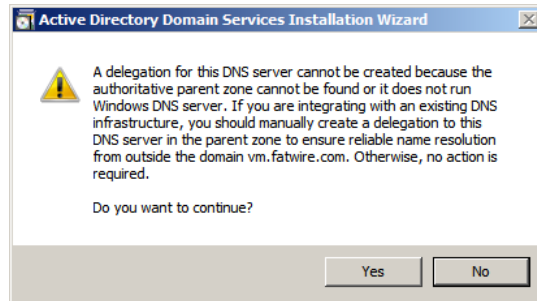 Active Directory Domain Services Installation Wizard
A delegation for this DNS server cannot be created because the
authoritative parent zone cannot be found or it does not run
Windows DNS server. If you are integrating with an existing DNS
infrastructure, you should manually create a delegation to this
DNS server in the parent zone to ensure reliable name resolution
from outside the domain vm.fatwire.com. Otherwise, no action is
required.
Do you want to continue?
Yes No